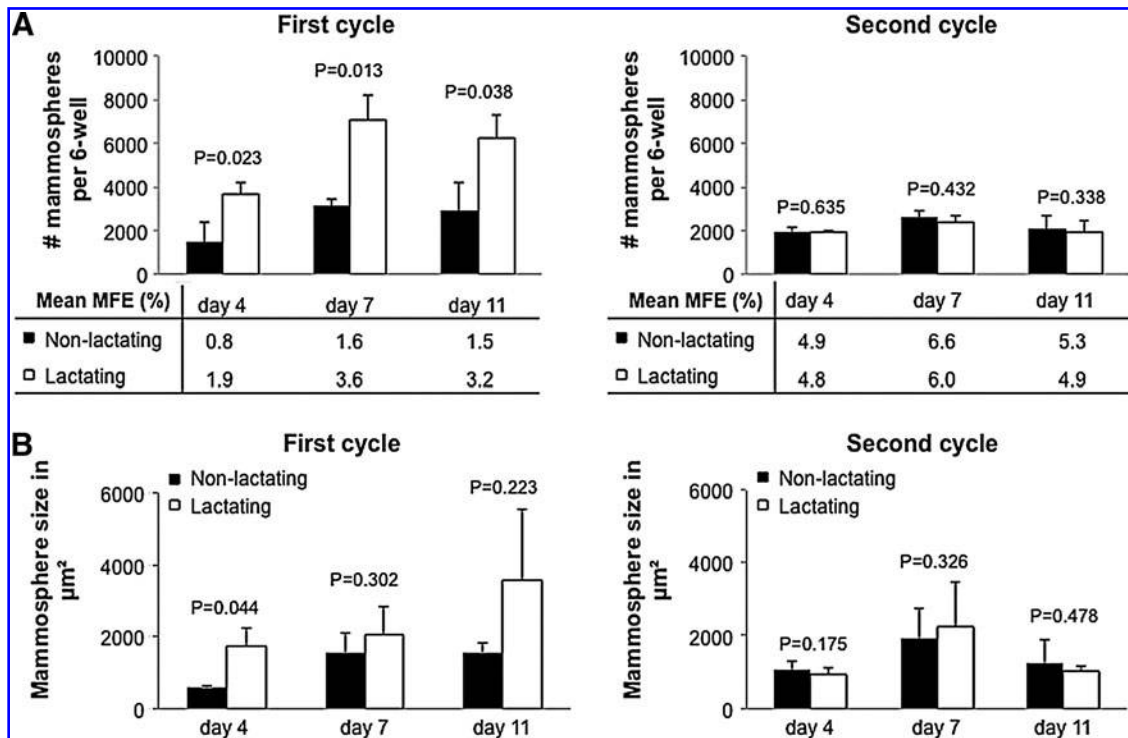 A
First cycle
# mammospheres
per 6-well
10000
8000
6000
4000
2000
0
P=0.023
P=0.013
P=0.038
Mean MFE (%) day 4 day 7 day 11
Non-lactating 0.8 1.6 1.5
Lactating 1.9 3.6 3.2
Second cycle
# mammospheres
per 6-well
10000
8000
6000
4000
2000
0
P=0.635
P=0.432
P=0.338
Mean MFE (%) day 4 day 7 day 11
Non-lactating 4.9 6.6 5.3
Lactating 4.8 6.0 4.9
B
First cycle
Non-lactating
Lactating
Mammosphere size in
µm²
6000
4000
2000
0
P=0.044
P=0.302
P=0.223
day 4 day 7 day 11
Second cycle
Non-lactating
Lactating
Mammosphere size in
µm²
6000
4000
2000
0
P=0.175
P=0.326
P=0.478
day 4 day 7 day 11